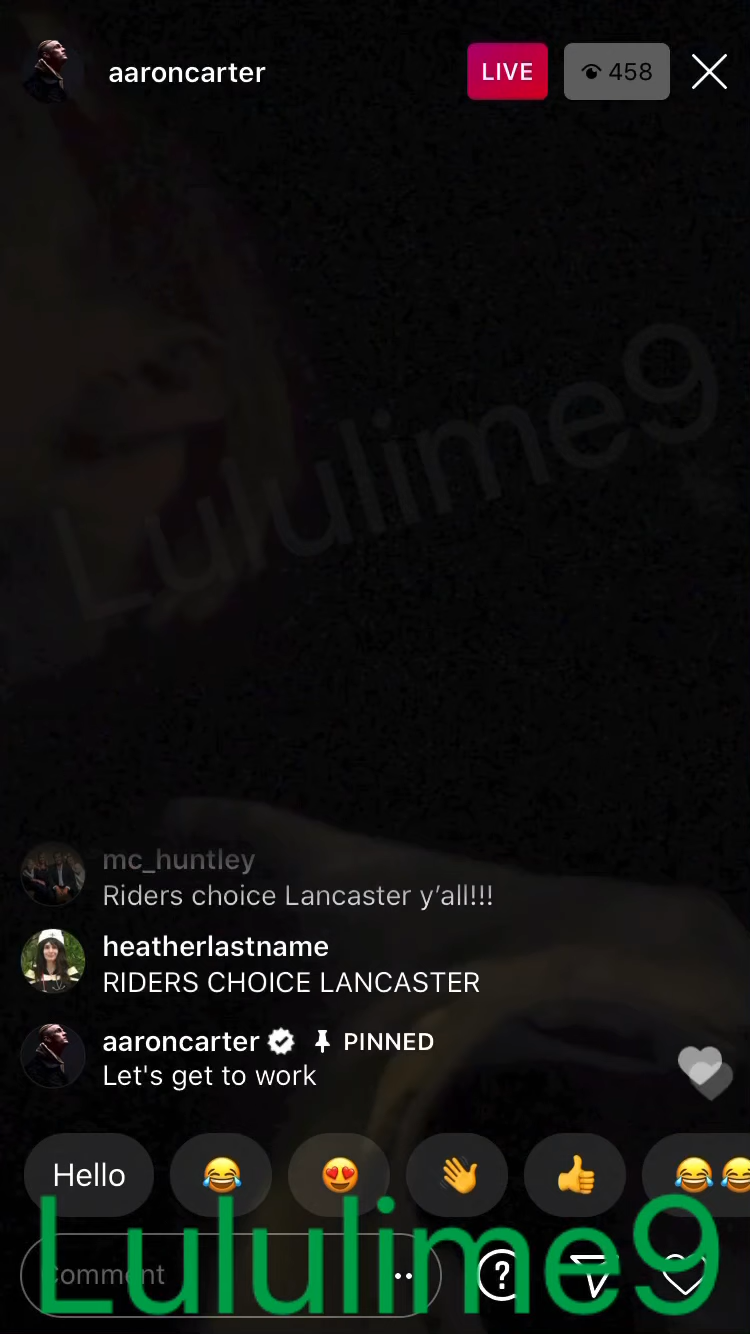 aaroncarter
LIVE
458
Lululime9
mc_huntley
Riders choice Lancaster y’all!!!
heatherlastname
RIDERS CHOICE LANCASTER
aaroncarter PINNED
Let's get to work
Hello
Comment
Lululime9